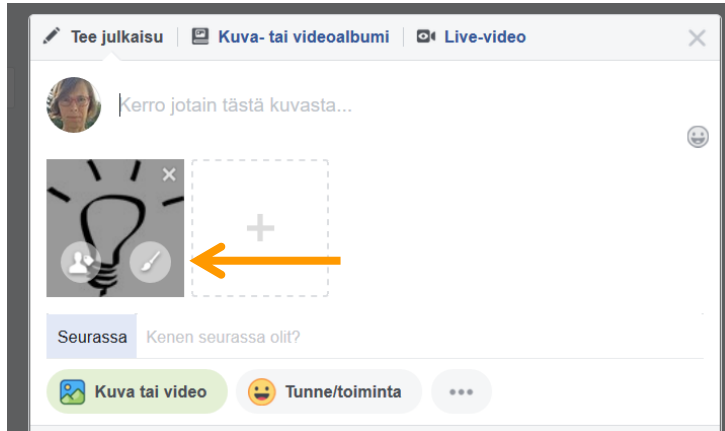 Tee julkaisu Kuva- tai videoalbumi Live-video
Kerro jotain tästä kuvasta...
Seurassa Kenen seurassa olit?
Kuva tai video Tunne/toiminta